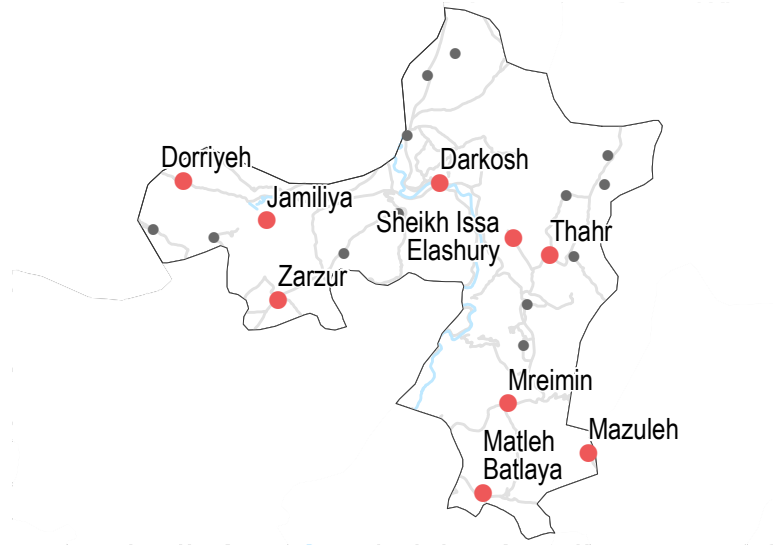 Dorriyeh
Darkosh
Jamiliya
Sheikh Issa
Elashury
Thahr
Zarzur
Mreimin
Mazuleh
Matleh
Batlaya